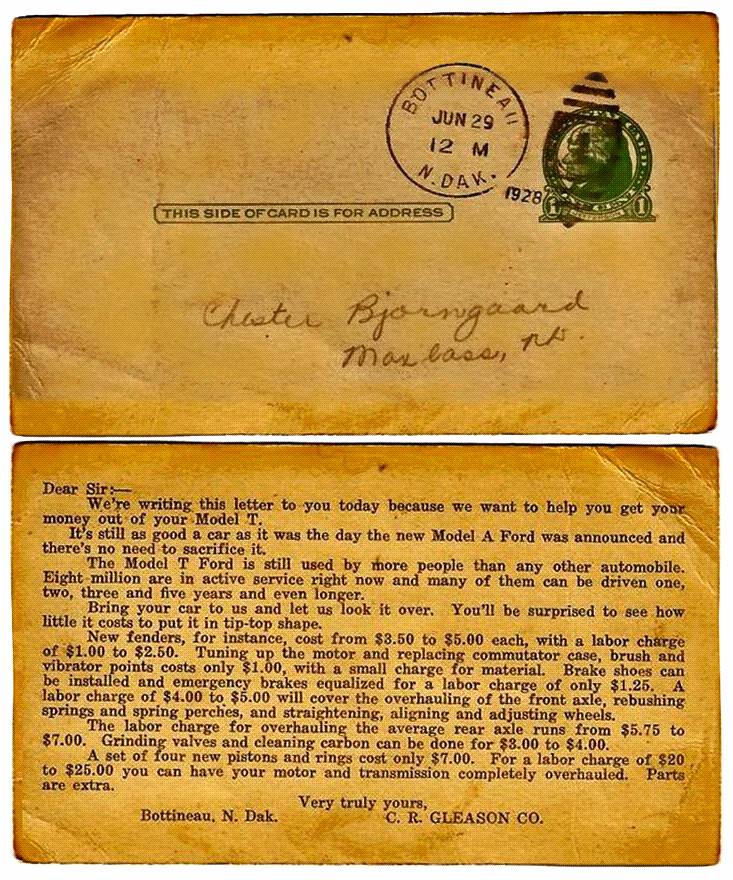 BOTTINEAU
JUN 29
12 M
N. DAK.
1928
THIS SIDE OF CARD IS FOR ADDRESS
1 1
Chester Bjorngaard
Maxbass, nd.
Dear Sir:—
We're writing this letter to you today because we want to help you get your
money out of your Model T.
It's still as good a car as it was the day the new Model A Ford was announced and
there's no need to sacrifice it.
The Model T Ford is still used by more people than any other automobile.
Eight million are in active service right now and many of them can be driven one,
two, three and five years and even longer.
Bring your car to us and let us look it over. You'll be surprised to see how
little it costs to put it in tip-top shape.
New fenders, for instance, cost from $3.50 to $5.00 each, with a labor charge
of $1.00 to $2.50. Tuning up the motor and replacing commutator case, brush and
vibrator points costs only $1.00, with a small charge for material. Brake shoes can
be installed and emergency brakes equalized for a labor charge of only $1.25. A
labor charge of $4.00 to $5.00 will cover the overhauling of the front axle, rebushing
springs and spring perches, and straightening, aligning and adjusting wheels.
The labor charge for overhauling the average rear axle runs from $5.75 to
$7.00. Grinding valves and cleaning carbon can be done for $3.00 to $4.00.
A set of four new pistons and rings cost only $7.00. For a labor charge of $20
to $25.00 you can have your motor and transmission completely overhauled. Parts
are extra.
Very truly yours,
Bottineau, N. Dak. C. R. GLEASON CO.